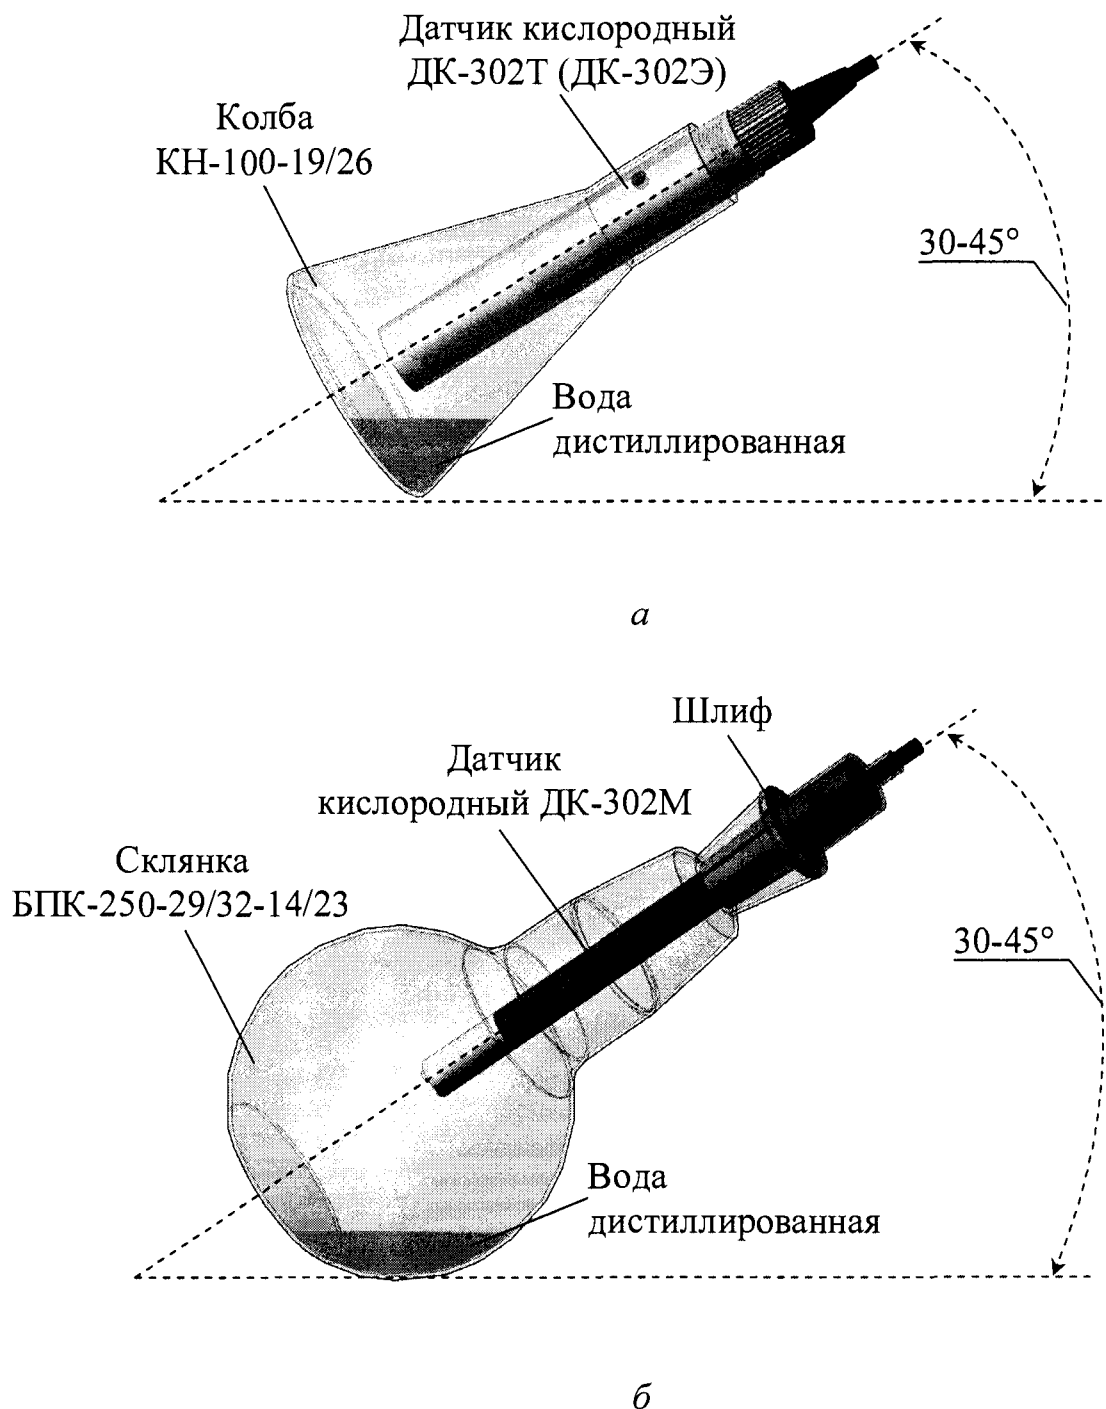 Датчик кислородный
ДК-302Т (ДК-302Э)
Колба
КН-100-19/26
30-45°
Вода
дистиллированная
а
Шлиф
Датчик
кислородный ДК-302М
Склянка
БПК-250-29/32-14/23
30-45°
Вода
дистиллированная
б